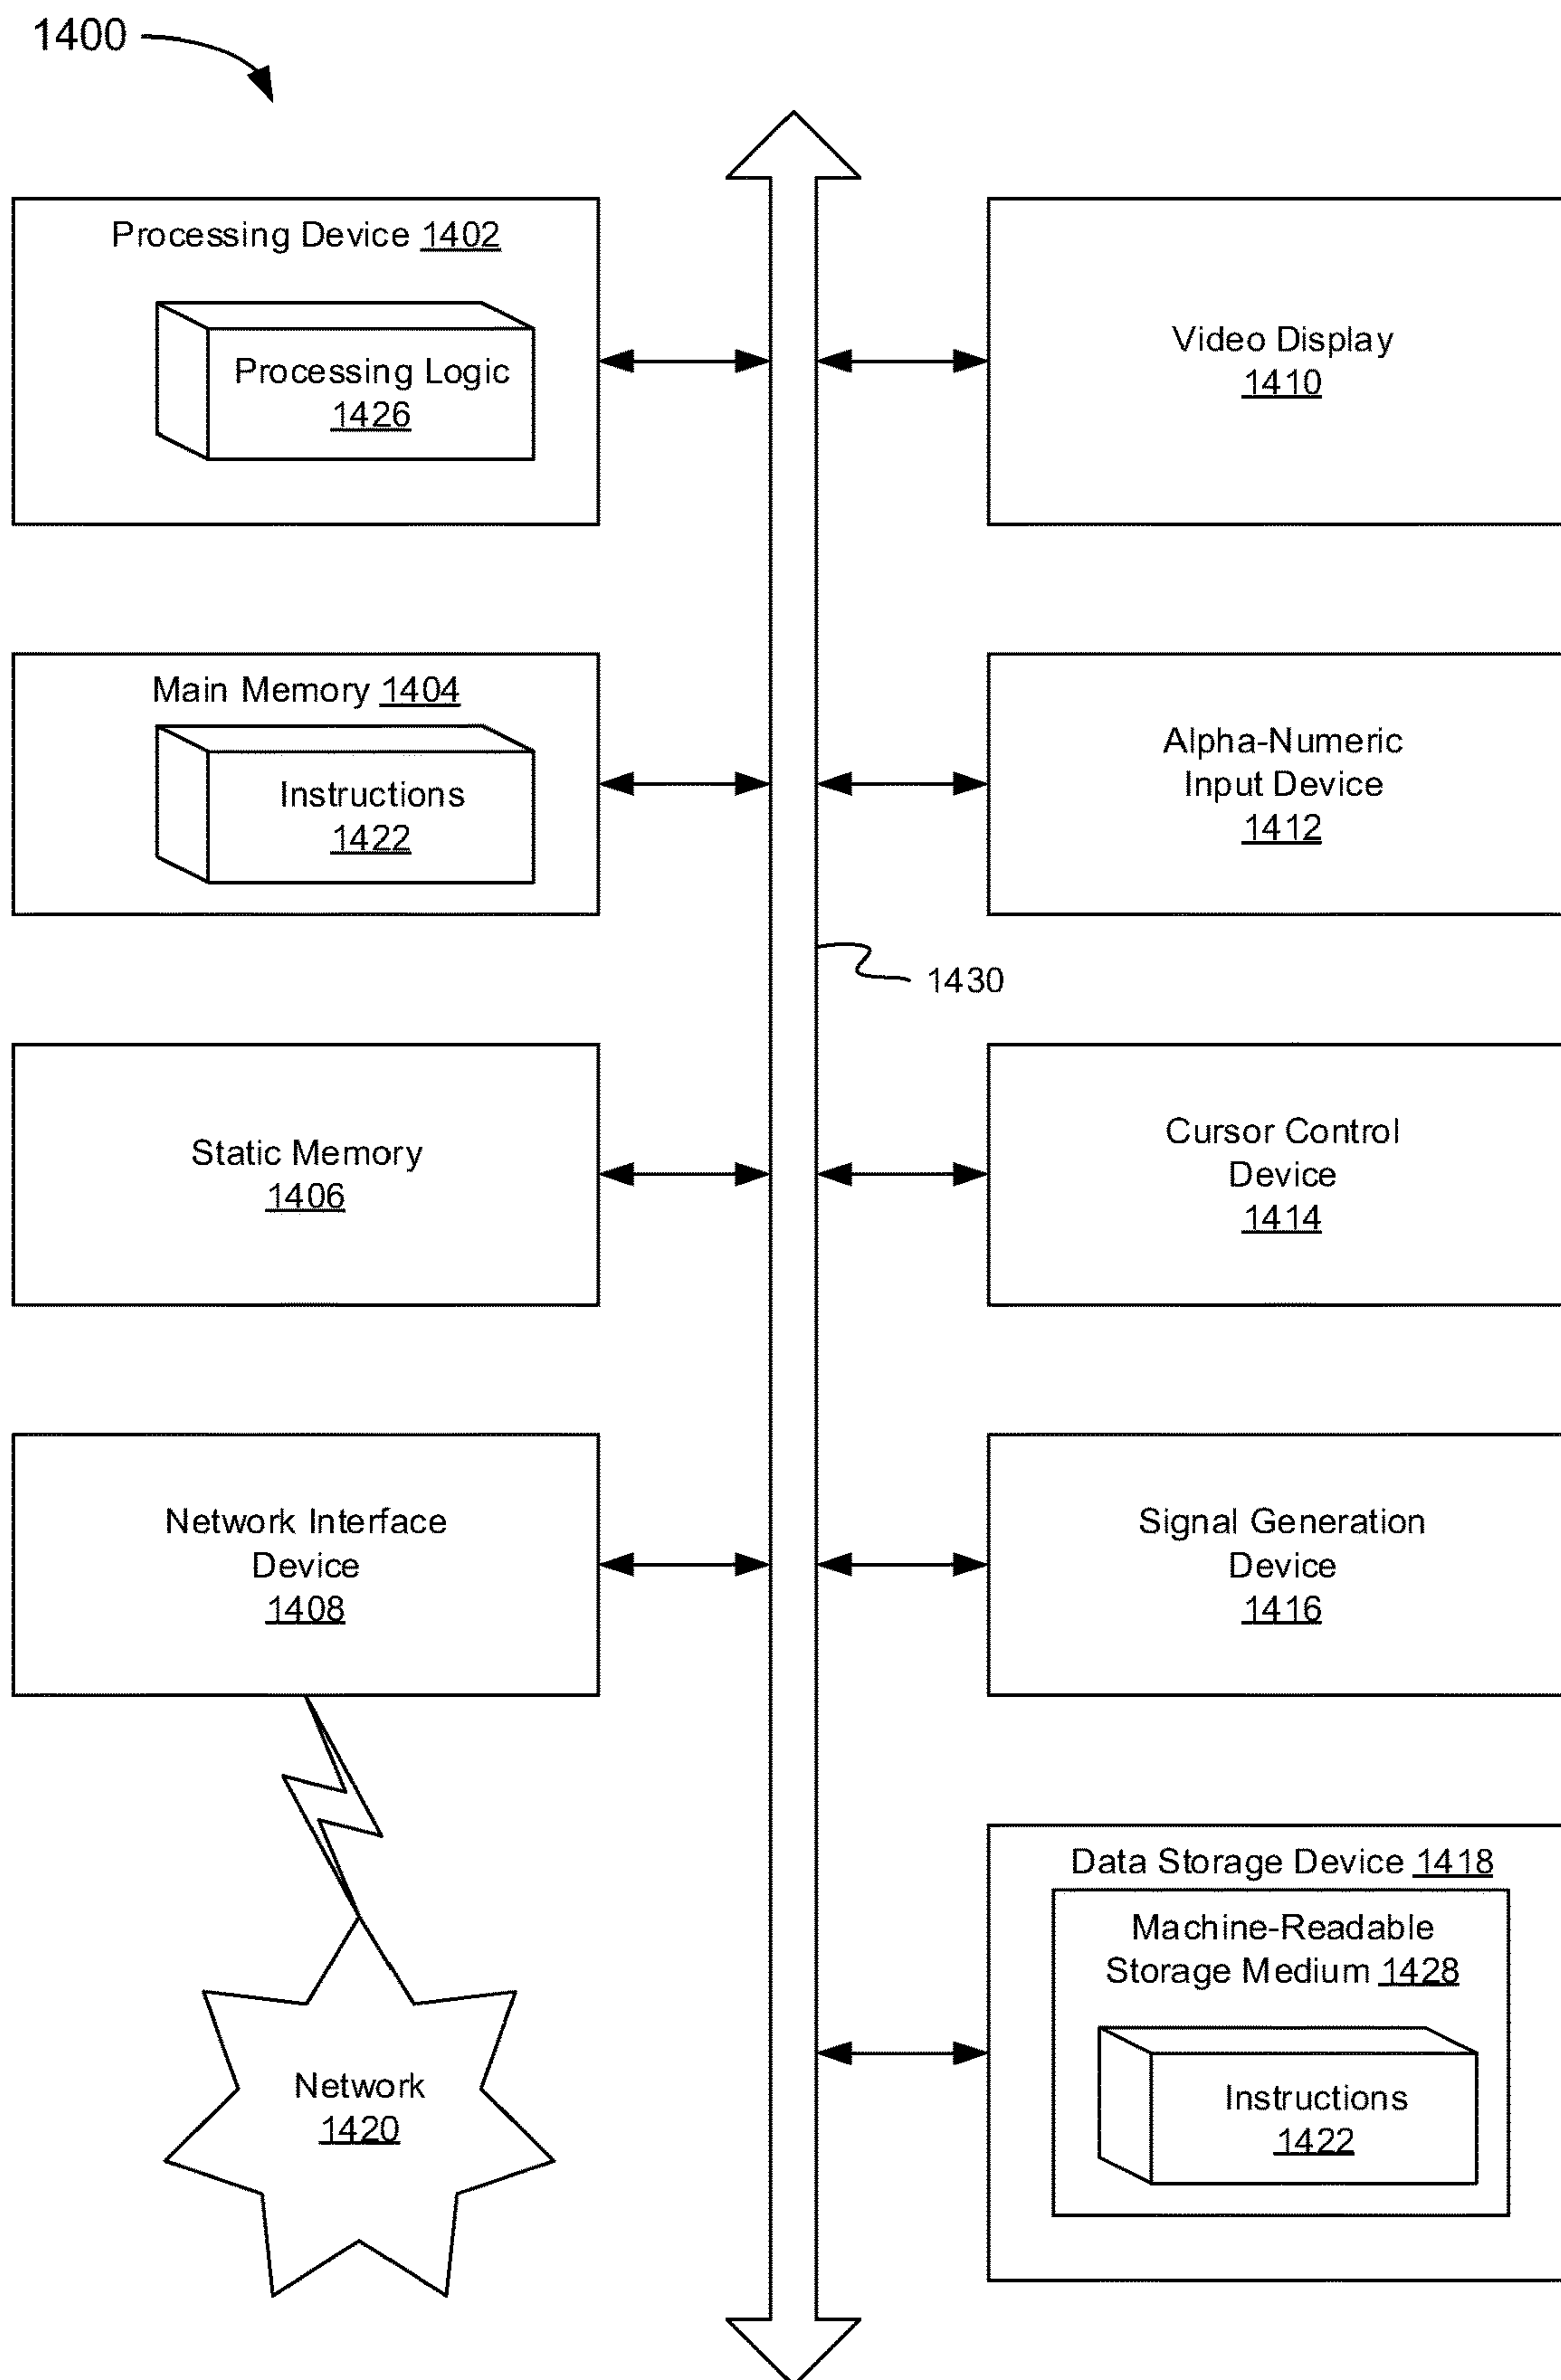 1400
Processing Device 1402
Processing Logic
1426
Main Memory 1404
Instructions
1422
Static Memory
1406
Network Interface
Device
1408
Network
1420
Video Display
1410
Alpha-Numeric
Input Device
1412
1430
Cursor Control
Device
1414
Signal Generation
Device
1416
Data Storage Device 1418
Machine-Readable
Storage Medium 1428
Instructions
1422